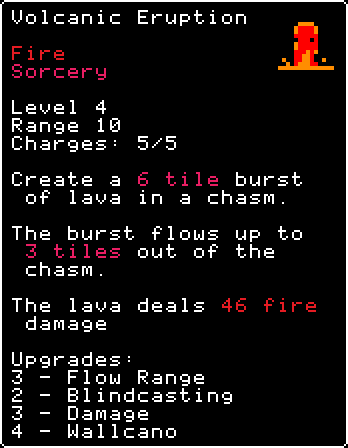 Volcanic Eruption
Fire
Sorcery
Level 4
Range 10
Charges: 5/5
Create a 6 tile burst
of lava in a chasm.
The burst flows up to
3 tiles out of the
chasm.
The lava deals 46 fire
damage
Upgrades:
3 - Flow Range
2 - Blindcasting
3 - Damage
4 - Wallcano